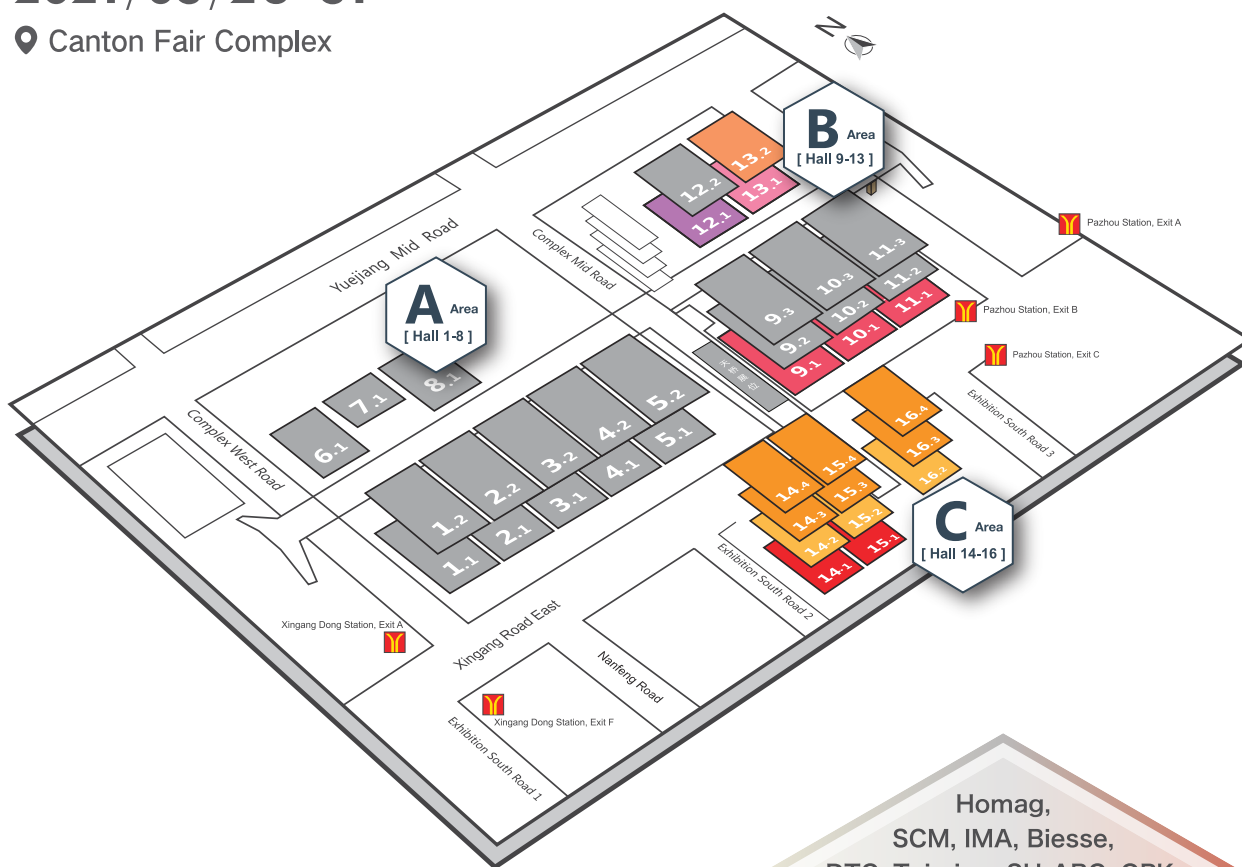 Canton Fair Complex
N
B Area
[ Hall 9-13 ]
13.2
12.2
13.1
12.1
Pazhou Station, Exit A
Yuejiang Mid Road
Complex Mid Road
11.3
10.3
11.2
9.3
10.2
11.1
Pazhou Station, Exit B
A Area
[ Hall 1-8 ]
9.2
10.1
9.1
Pazhou Station, Exit C
8.1
7.1
6.1
5.2
4.2
5.1
3.2
4.1
2.2
3.1
1.2
2.1
1.1
Complex West Road
16.4
16.3
16.2
Exhibition South Road 3
15.4
14.4
15.3
14.3
15.2
14.2
15.1
14.1
C Area
[ Hall 14-16 ]
Exhibition South Road 2
Xingang Dong Station, Exit A
Xingang Road East
Nanfeng Road
Xingang Dong Station, Exit F
Exhibition South Road 1
Homag,
SCM, IMA, Biesse,